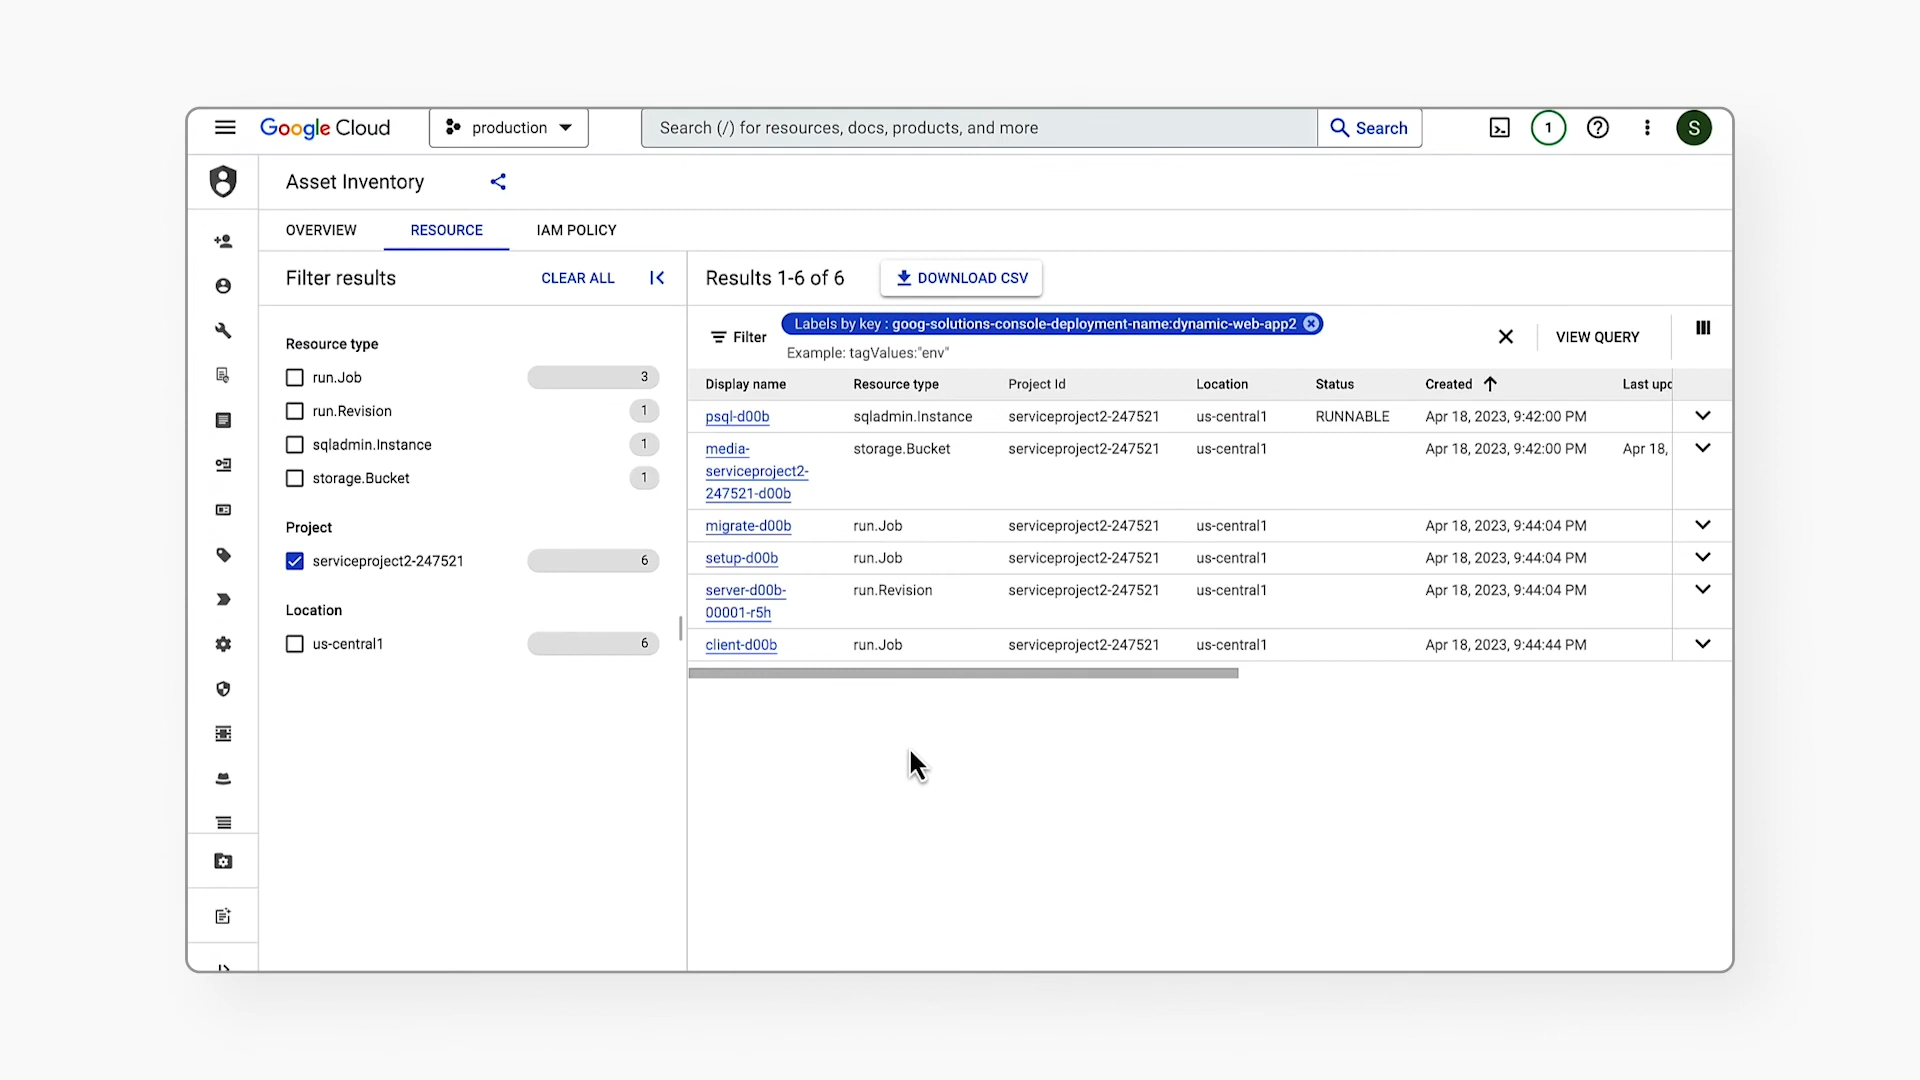 Google Cloud
production
Search (/) for resources, docs, products, and more
Search
1
S
Asset Inventory
OVERVIEW
RESOURCE
IAM POLICY
Filter results
CLEAR ALL
Results 1-6 of 6
DOWNLOAD CSV
Resource type
run.Job 3
run.Revision 1
sqladmin.Instance 1
storage.Bucket 1
Project
serviceproject2-247521 6
Location
us-central1 6
Filter
Labels by key : goog-solutions-console-deployment-name:dynamic-web-app2
Example: tagValues:"env"
VIEW QUERY
Display name Resource type Project Id Location Status Created Last upd
psql-d00b sqladmin.Instance serviceproject2-247521 us-central1 RUNNABLE Apr 18, 2023, 9:42:00 PM
media- storage.Bucket serviceproject2-247521 us-central1 Apr 18, 2023, 9:42:00 PM Apr 18,
serviceproject2-
247521-d00b
migrate-d00b run.Job serviceproject2-247521 us-central1 Apr 18, 2023, 9:44:04 PM
setup-d00b run.Job serviceproject2-247521 us-central1 Apr 18, 2023, 9:44:04 PM
server-d00b- run.Revision serviceproject2-247521 us-central1 Apr 18, 2023, 9:44:04 PM
00001-r5h
client-d00b run.Job serviceproject2-247521 us-central1 Apr 18, 2023, 9:44:44 PM